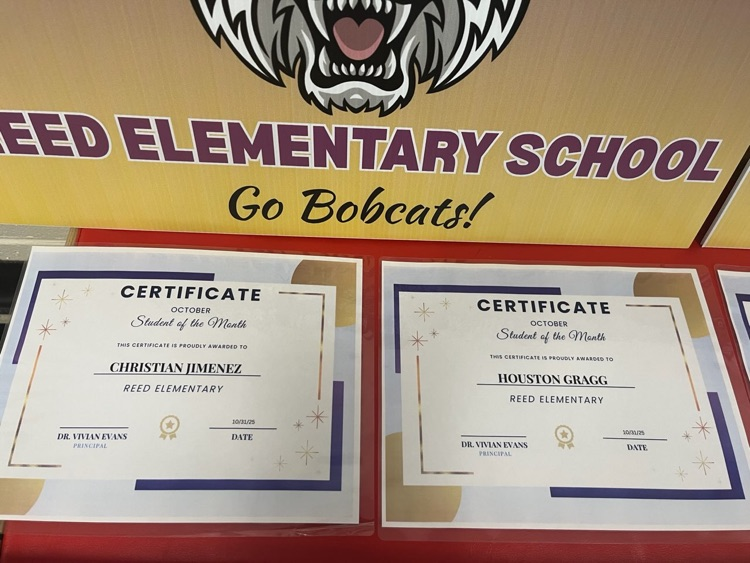 EED ELEMENTARY SCHOOL
Go Bobcats!
CERTIFICATE
OCTOBER
Student of the Month
THIS CERTIFICATE IS PROUDLY AWARDED TO
CHRISTIAN JIMENEZ
REED ELEMENTARY
10/31/25
DR. VIVIAN EVANS
DATE
PRINCIPAL
CERTIFICATE
OCTOBER
Student of the Month
THIS CERTIFICATE IS PROUDLY AWARDED TO
HOUSTON GRAGG
REED ELEMENTARY
10/31/25
DR. VIVIAN EVANS
DATE
PRINCIPAL